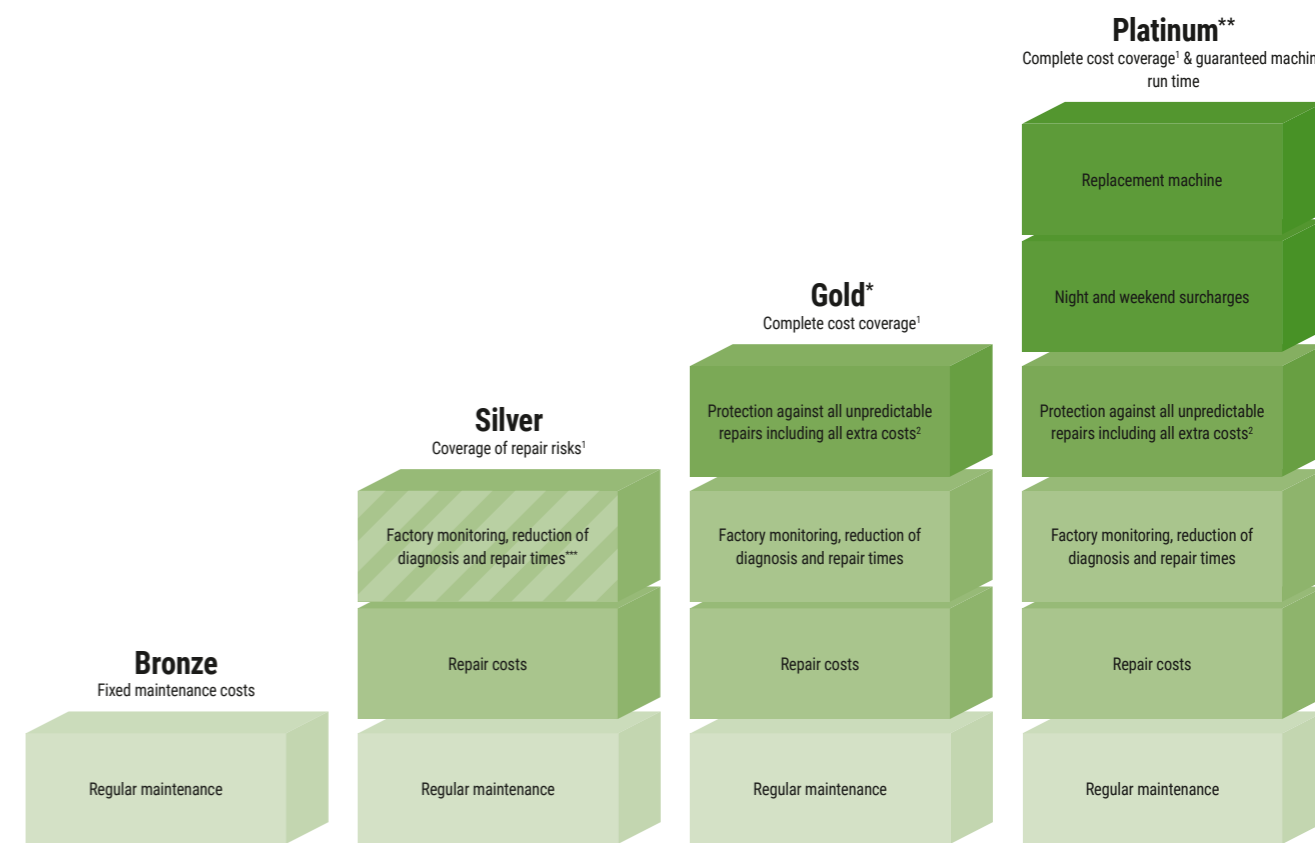 Platinum**
Complete cost coverage¹ & guaranteed machin
run time
Replacement machine
Night and weekend surcharges
Gold*
Complete cost coverage¹
Protection against all unpredictable
repairs including all extra costs²
Protection against all unpredictable
repairs including all extra costs²
Silver
Coverage of repair risks¹
Factory monitoring, reduction of
diagnosis and repair times***
Factory monitoring, reduction of
diagnosis and repair times
Factory monitoring, reduction of
diagnosis and repair times
Bronze
Fixed maintenance costs
Repair costs
Repair costs
Repair costs
Regular maintenance
Regular maintenance
Regular maintenance
Regular maintenance